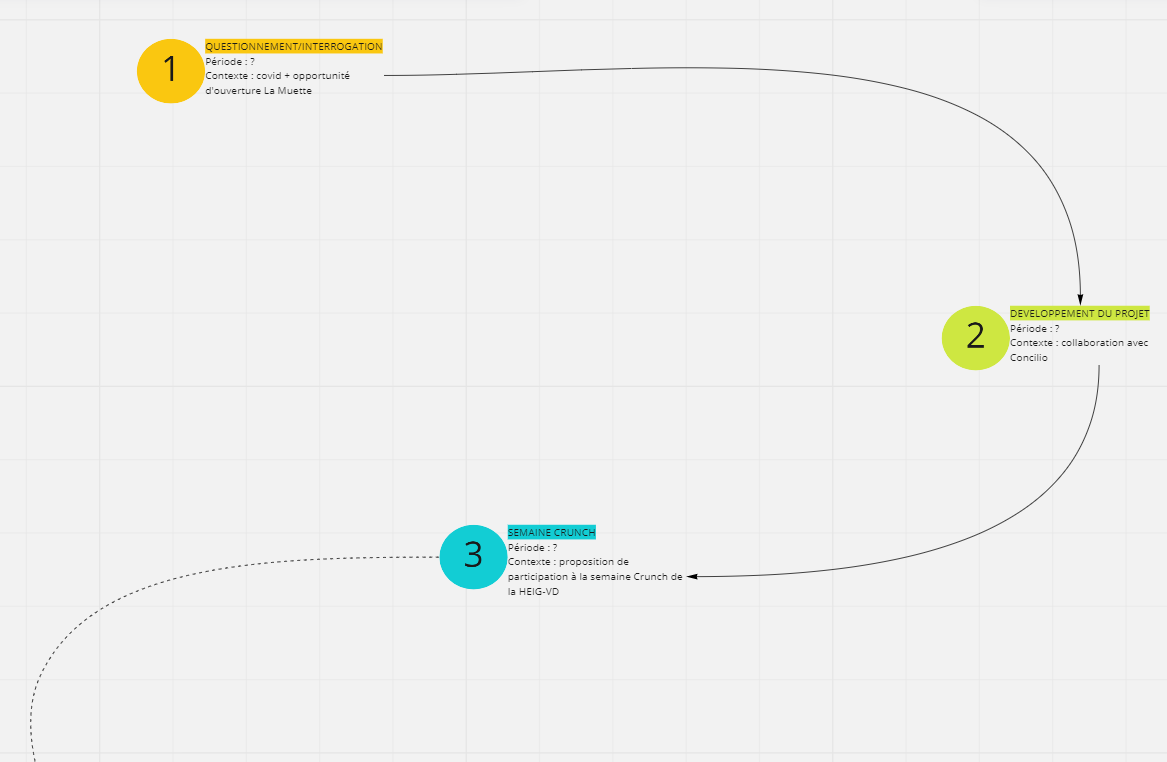 1
QUESTIONNEMENT/INTERROGATION
Période : ?
Contexte : covid + opportunité
d'ouverture La Muette
2
DEVELOPPEMENT DU PROJET
Période : ?
Contexte : collaboration avec
Concilio
3
SEMAINE CRUNCH
Période : ?
Contexte : proposition de
participation à la semaine Crunch de
la HEIG-VD